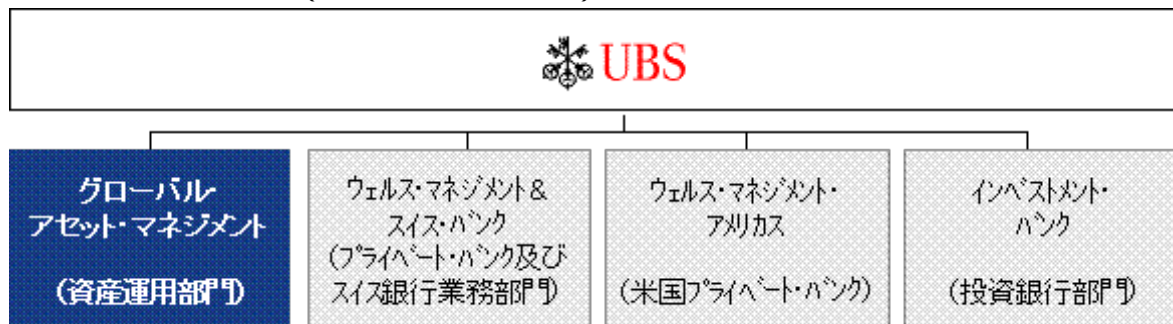 UBS
グローバル・
アセット・マネジメント
(資産運用部門)
ウェルス・マネジメント&
スイス・バンク
(プライベート・バンク及び
スイス銀行業務部門)
ウェルス・マネジメント・
アメリカス
(米国プライベート・バンク)
インベストメント・
バンク
(投資銀行部門)